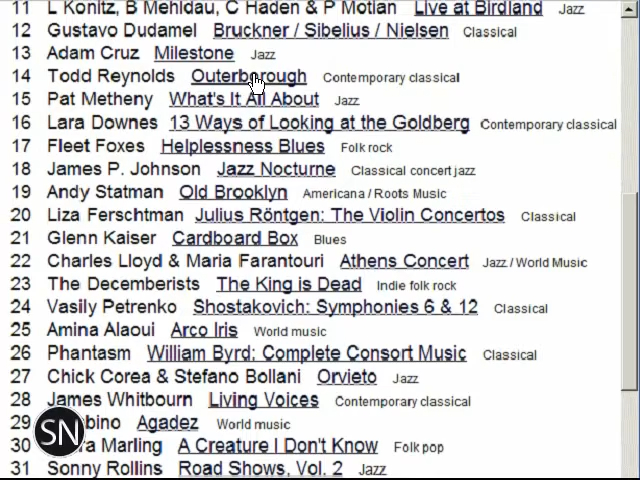 11 L Konitz, B Mehldau, C Haden & P Motian Live at Birdland Jazz
12 Gustavo Dudamel Bruckner / Sibelius / Nielsen Classical
13 Adam Cruz Milestone Jazz
14 Todd Reynolds Outerborough Contemporary classical
15 Pat Metheny What's It All About Jazz
16 Lara Downes 13 Ways of Looking at the Goldberg Contemporary classical
17 Fleet Foxes Helplessness Blues Folk rock
18 James P. Johnson Jazz Nocturne Classical concert jazz
19 Andy Statman Old Brooklyn Americana / Roots Music
20 Liza Ferschtman Julius Röntgen: The Violin Concertos Classical
21 Glenn Kaiser Cardboard Box Blues
22 Charles Lloyd & Maria Farantouri Athens Concert Jazz / World Music
23 The Decemberists The King is Dead Indie folk rock
24 Vasily Petrenko Shostakovich: Symphonies 6 & 12 Classical
25 Amina Alaoui Arco Iris World music
26 Phantasm William Byrd: Complete Consort Music Classical
27 Chick Corea & Stefano Bollani Orvieto Jazz
28 James Whitbourn Living Voices Contemporary classical
29 bino Agadez World music
30 ra Marling A Creature I Don't Know Folk pop
31 Sonny Rollins Road Shows, Vol. 2 Jazz
SN